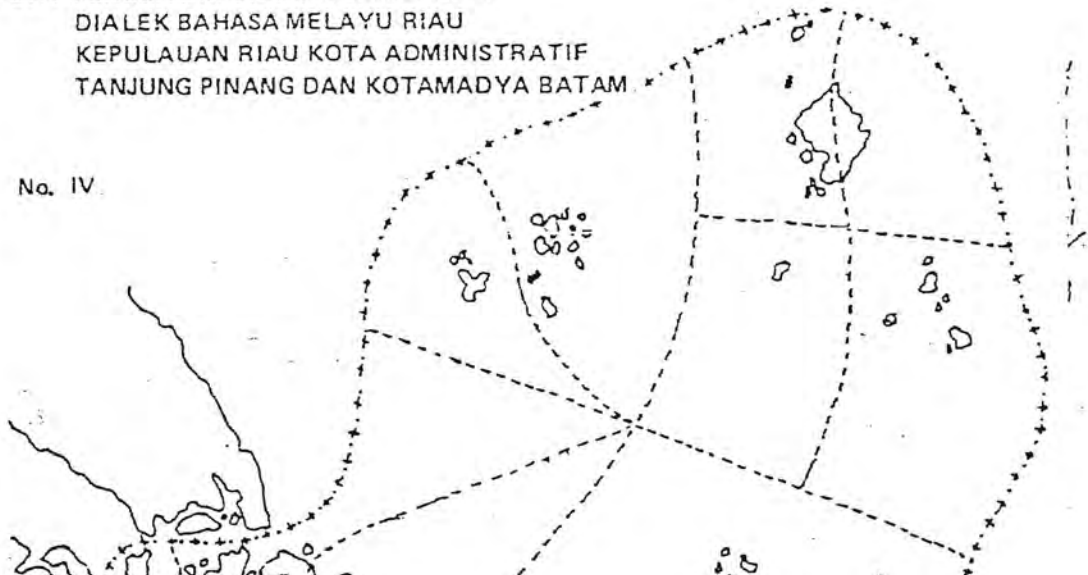 DIALEK BAHASA MELAYU RIAU
KEPULAUAN RIAU KOTA ADMINISTRATIF
TANJUNG PINANG DAN KOTAMADYA BATAM
No. IV